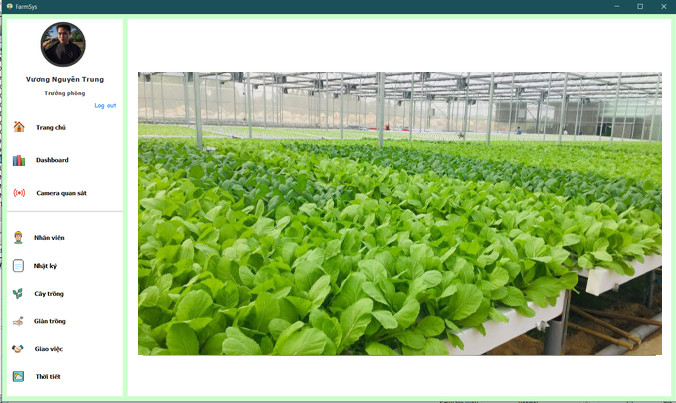 FarmSys
Vương Nguyên Trung
Trưởng phòng
Log out
Trang chủ
Dashboard
Camera quan sát
Nhân viên
Nhật ký
Cây trồng
Giàn trồng
Giao việc
Thời tiết